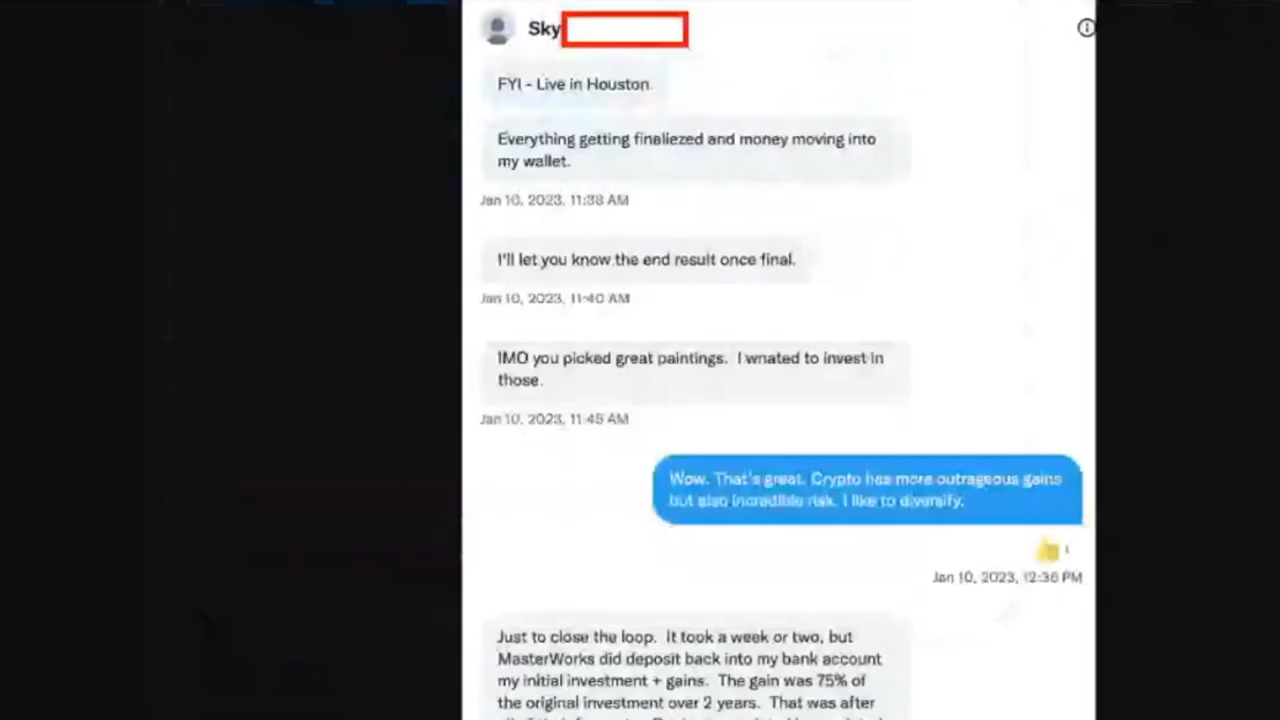 Sky
FYI - Live in Houston.
Everything getting finaliezed and money moving into
my wallet.
Jan 10, 2023, 11:38 AM
I'll let you know the end result once final.
Jan 10, 2023, 11:40 AM
IMO you picked great paintings. I wnated to invest in
those.
Jan 10, 2023, 11:45 AM
Wow. That's great. Crypto has more outrageous gains
but also incredible risk. I like to diversify.
1
Jan 10, 2023, 12:36 PM
Just to close the loop. It took a week or two, but
MasterWorks did deposit back into my bank account
my initial investment + gains. The gain was 75% of
the original investment over 2 years. That was after